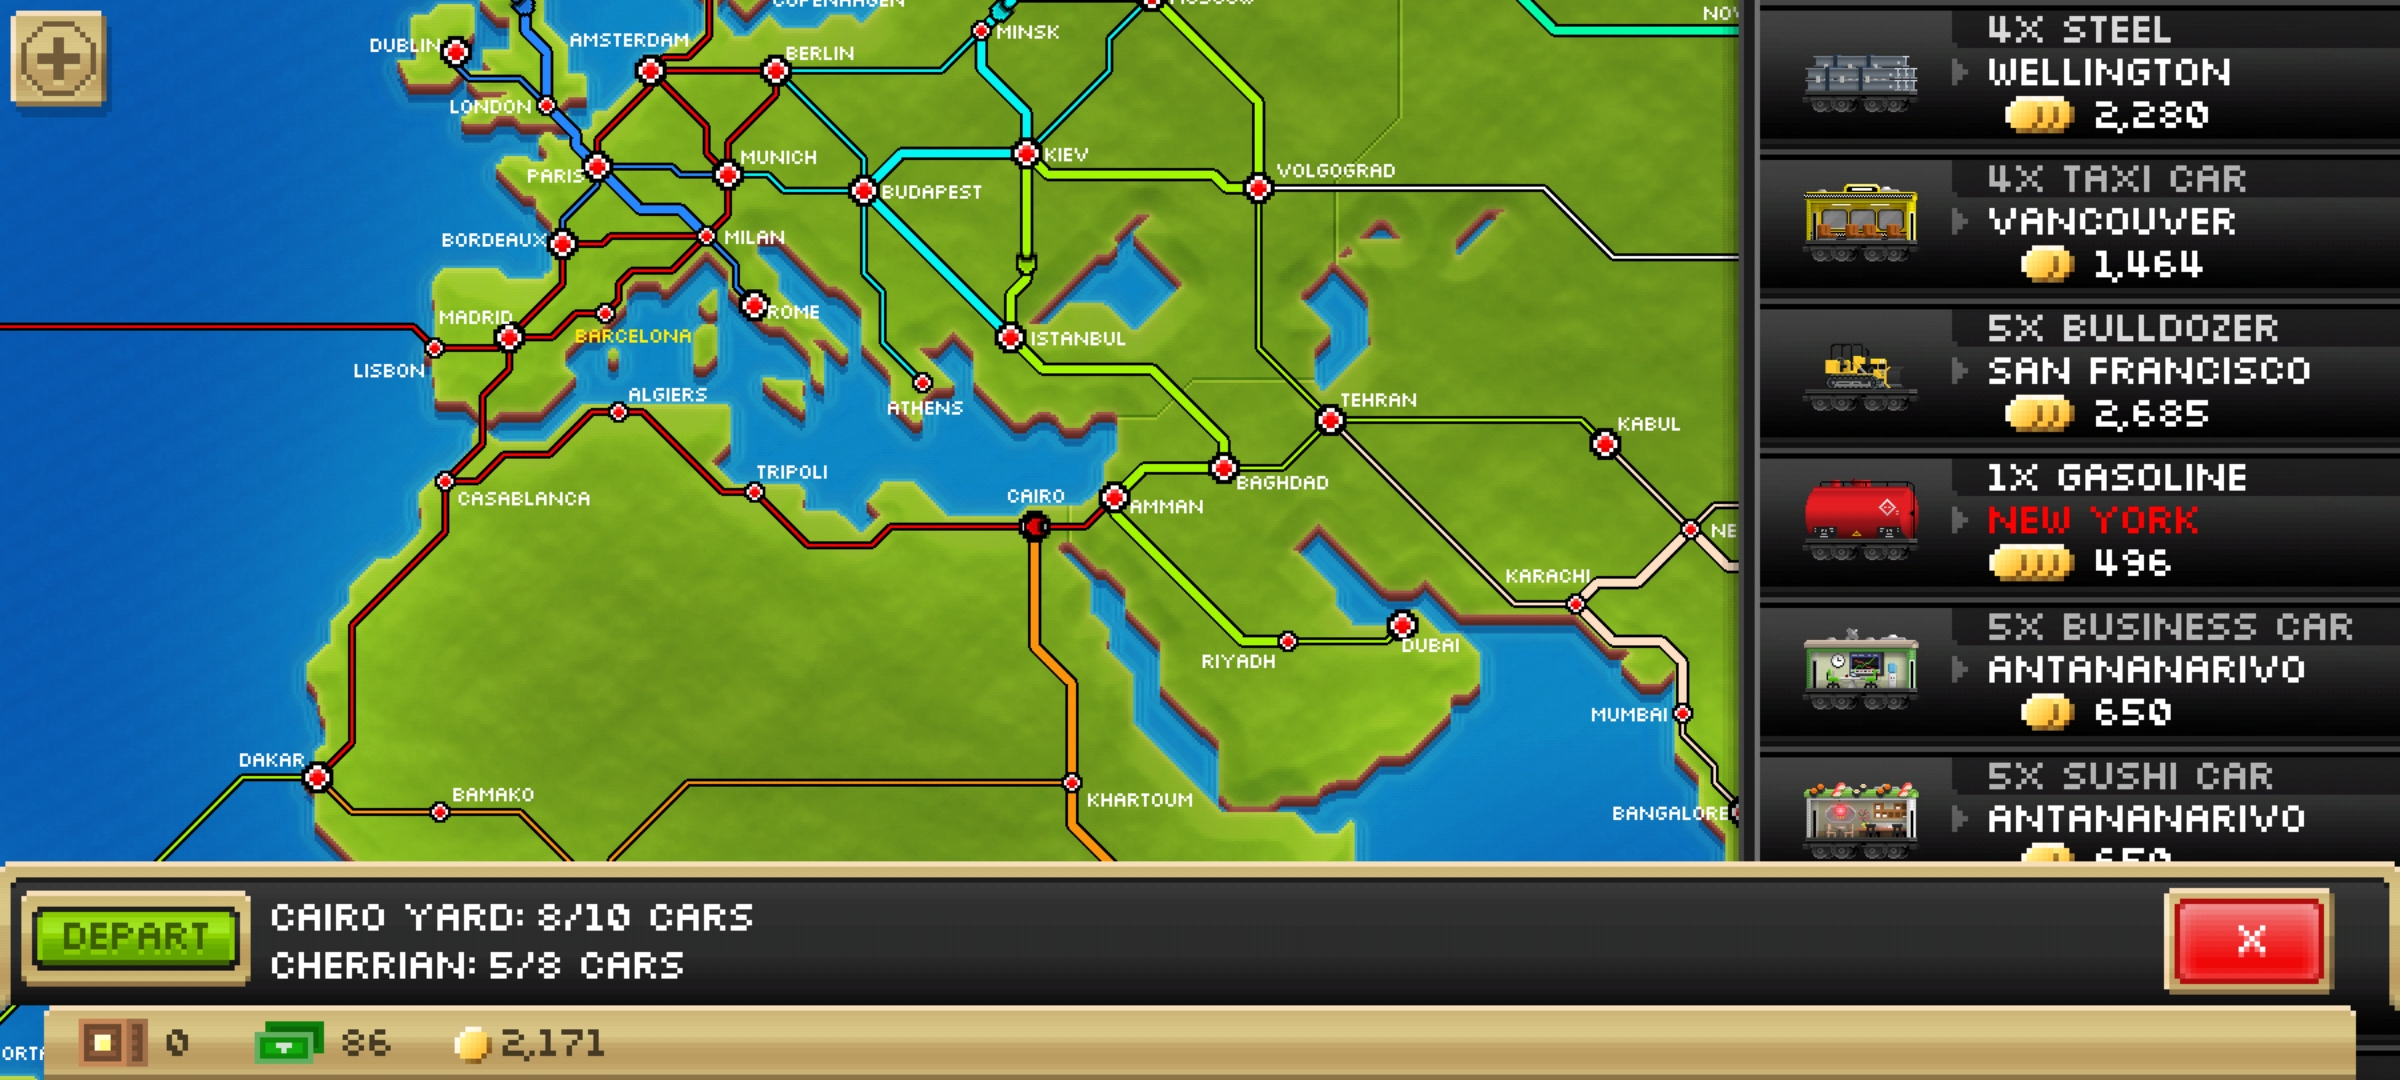 COPENHAGEN
DUBLIN
AMSTERDAM
BERLIN
MINSK
LONDON
PARIS
MUNICH
KIEV
VOLGOGRAD
BUDAPEST
BORDEAUX
MILAN
MADRID
BARCELONA
ROME
ISTANBUL
LISBON
ALGIERS
ATHENS
TEHRAN
KABUL
TRIPOLI
CASABLANCA
CAIRO
AMMAN
BAGHDAD
NE
KARACHI
RIYADH
DUBAI
MUMBAI
DAKAR
BAMAKO
KHARTOUM
BANGALORE
4X STEEL
WELLINGTON
2,280
4X TAXI CAR
VANCOUVER
1,464
5X BULLDOZER
SAN FRANCISCO
2,685
1X GASOLINE
NEW YORK
496
5X BUSINESS CAR
ANTANANARIVO
650
5X SUSHI CAR
ANTANANARIVO
650
DEPART
CAIRO YARD: 8/10 CARS
CHERRIAN: 5/8 CARS
X
0
86
2,171